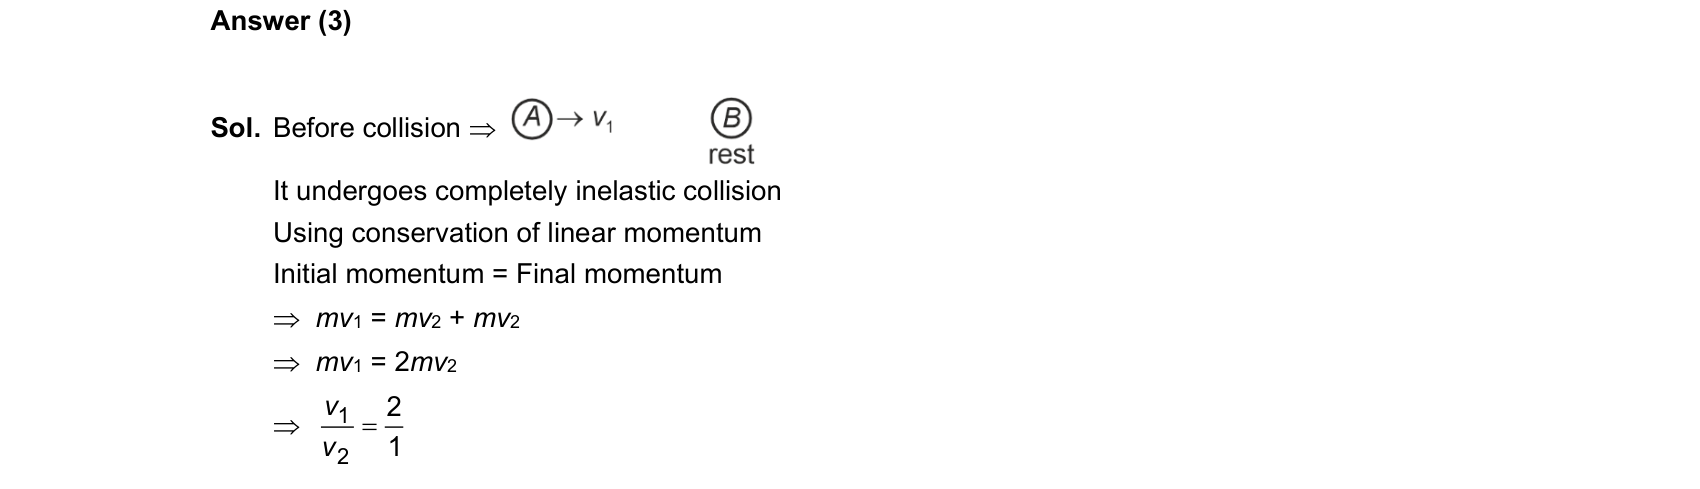 Answer (3)
Sol. Before collision ⇒ A → v₁ B
rest
It undergoes completely inelastic collision
Using conservation of linear momentum
Initial momentum = Final momentum
⇒ mv₁ = mv₂ + mv₂
⇒ mv₁ = 2mv₂
⇒ v₁/v₂ = 2/1